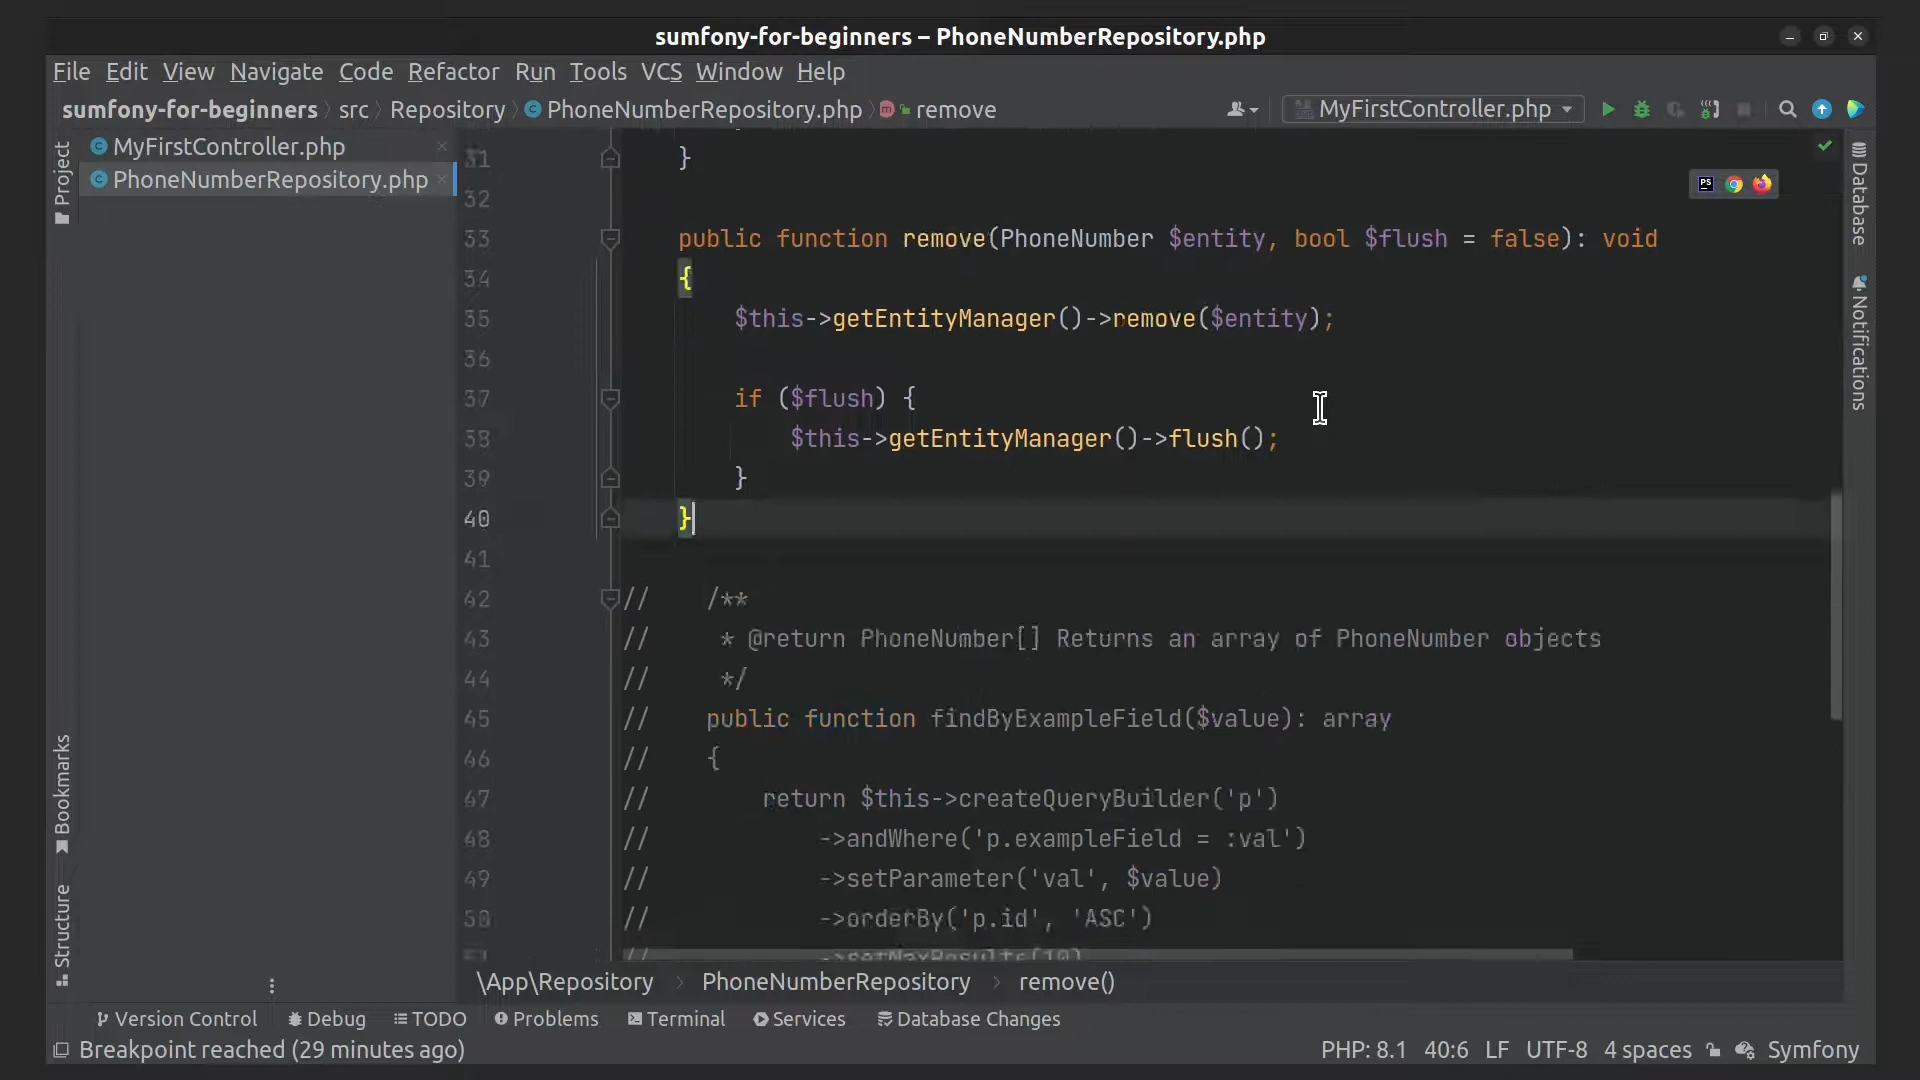 sumfony-for-beginners – PhoneNumberRepository.php
File Edit View Navigate Code Refactor Run Tools VCS Window Help
sumfony-for-beginners src Repository PhoneNumberRepository.php remove
MyFirstController.php
Project
MyFirstController.php
PhoneNumberRepository.php
Bookmarks
Structure
31 }
32
33 public function remove(PhoneNumber $entity, bool $flush = false): void
34 {
35 $this->getEntityManager()->remove($entity);
36
37 if ($flush) {
38 $this->getEntityManager()->flush();
39 }
40 }
41
42 // /**
43 // * @return PhoneNumber[] Returns an array of PhoneNumber objects
44 // */
45 // public function findByExampleField($value): array
46 // {
47 // return $this->createQueryBuilder('p')
48 // ->andWhere('p.exampleField = :val')
49 // ->setParameter('val', $value)
50 // ->orderBy('p.id', 'ASC')
51 // ->setMaxResults(10)
PS
Database
Notifications
\App\Repository PhoneNumberRepository remove()
Version Control Debug TODO Problems Terminal Services Database Changes
Breakpoint reached (29 minutes ago) PHP: 8.1 40:6 LF UTF-8 4 spaces Symfony